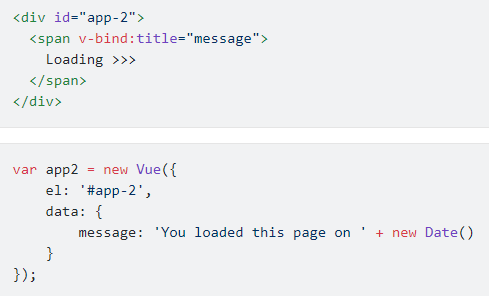 <div id="app-2">
  <span v-bind:title="message">
    Loading >>>
  </span>
</div>
var app2 = new Vue({
    el: '#app-2',
    data: {
        message: 'You loaded this page on ' + new Date()
    }
});